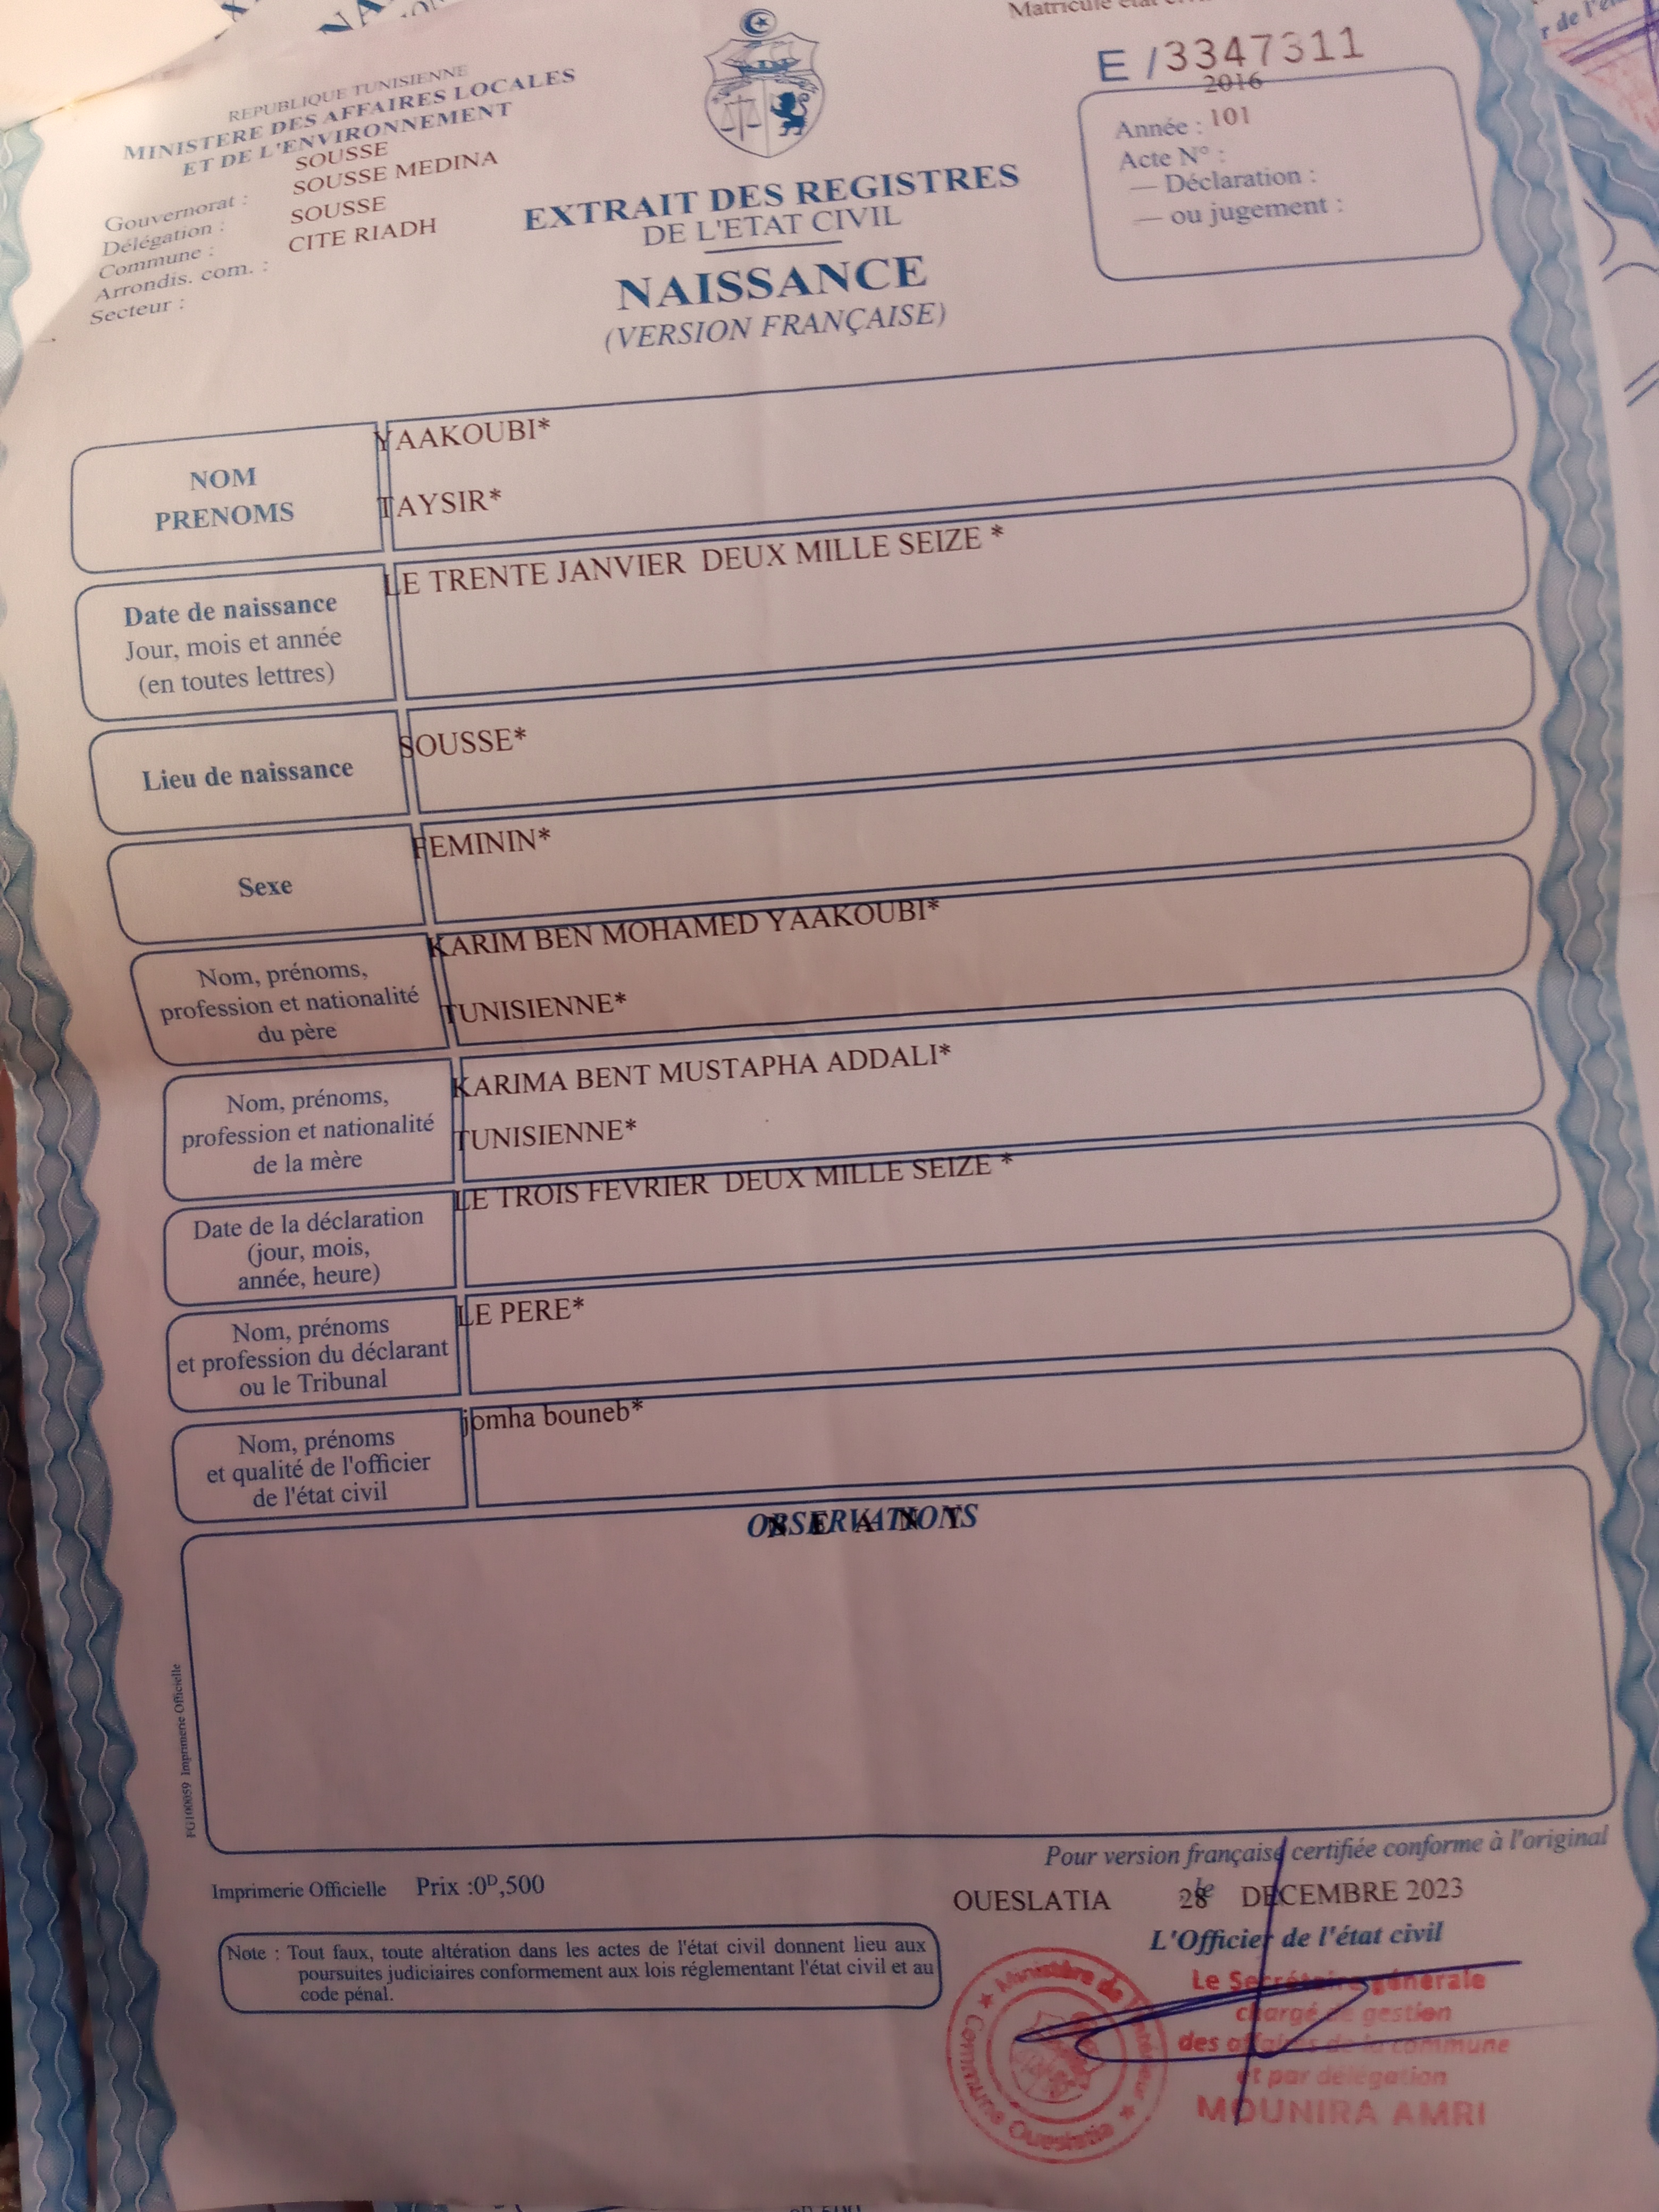 Matricule état
E /3347311
REPUBLIQUE TUNISIENNE
MINISTERE DES AFFAIRES LOCALES
ET DE L'ENVIRONNEMENT
Gouvernorat : SOUSSE
Délégation : SOUSSE MEDINA
Commune : SOUSSE
Arrondis. com. : CITE RIADH
Secteur :
2016
Année : 101
Acte N° :
— Déclaration :
— ou jugement :
EXTRAIT DES REGISTRES
DE L'ETAT CIVIL
NAISSANCE
(VERSION FRANÇAISE)
NOM
PRENOMS
YAAKOUBI*
TAYSIR*
Date de naissance
Jour, mois et année
(en toutes lettres)
LE TRENTE JANVIER DEUX MILLE SEIZE *
Lieu de naissance
SOUSSE*
Sexe
FEMININ*
Nom, prénoms,
profession et nationalité
du père
KARIM BEN MOHAMED YAAKOUBI*
TUNISIENNE*
Nom, prénoms,
profession et nationalité
de la mère
KARIMA BENT MUSTAPHA ADDALI*
TUNISIENNE*
Date de la déclaration
(jour, mois,
année, heure)
LE TROIS FEVRIER DEUX MILLE SEIZE *
Nom, prénoms
et profession du déclarant
ou le Tribunal
LE PERE*
Nom, prénoms
et qualité de l'officier
de l'état civil
jomha bouneb*
OBSERVATIONS
N E A N T
FG100059 Imprimerie Officielle
Pour version française certifiée conforme à l'original
Imprimerie Officielle Prix :0D,500
OUESLATIA le 28 DECEMBRE 2023
L'Officier de l'état civil
Note : Tout faux, toute altération dans les actes de l'état civil donnent lieu aux
poursuites judiciaires conformement aux lois réglementant l'état civil et au
code pénal.
Le Secrétaire générale
chargé de gestion
des affaires de la commune
et par délégation
MOUNIRA AMRI
★ Ministère de l'Intérieur ★
Commune Oueslatia